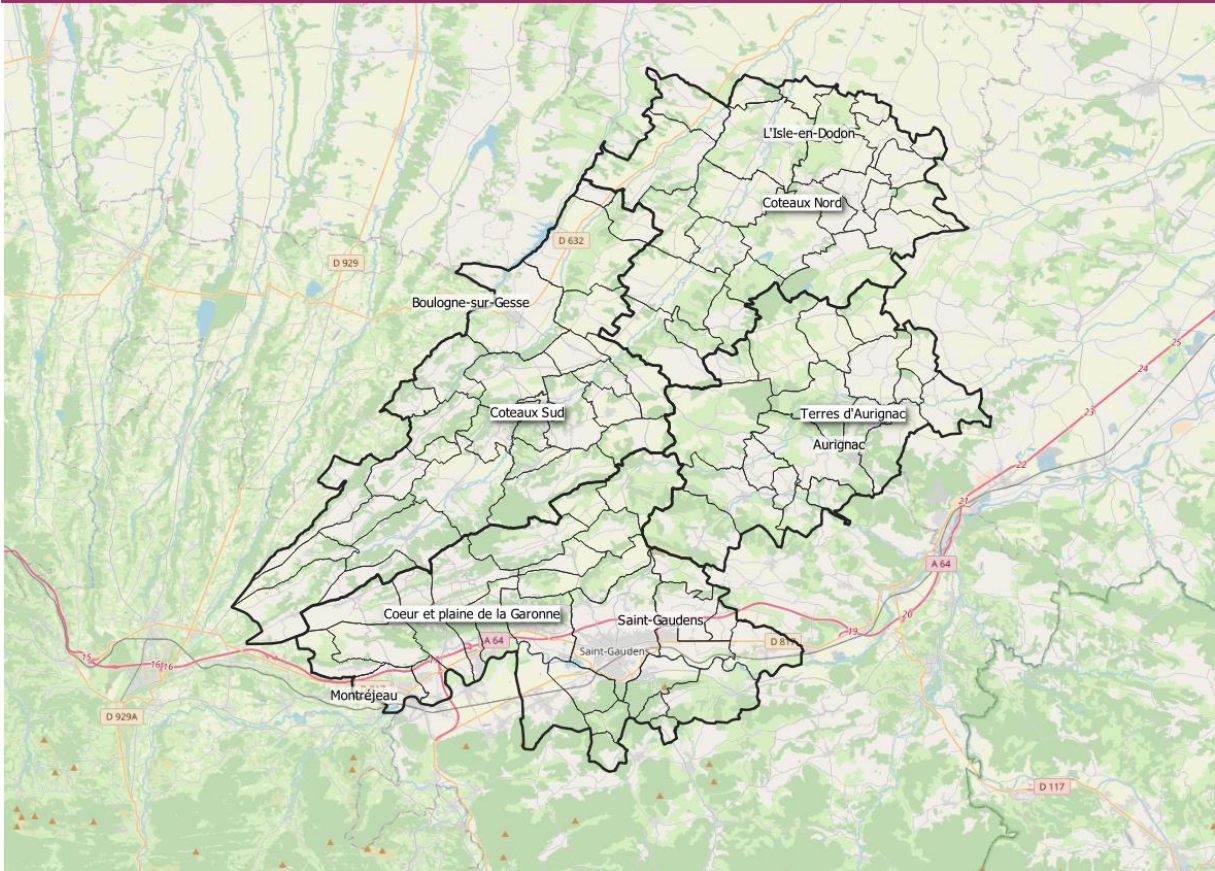 L'Isle-en-Dodon
Coteaux Nord
D 632
D 929
Boulogne-sur-Gesse
25
24
23
Coteaux Sud
Terres d'Aurignac
Aurignac
22
21
A 64
20
Coeur et plaine de la Garonne
Saint-Gaudens
19
A 64
D 817
Saint-Gaudens
15
16
16
Montréjeau
D 929A
D 117